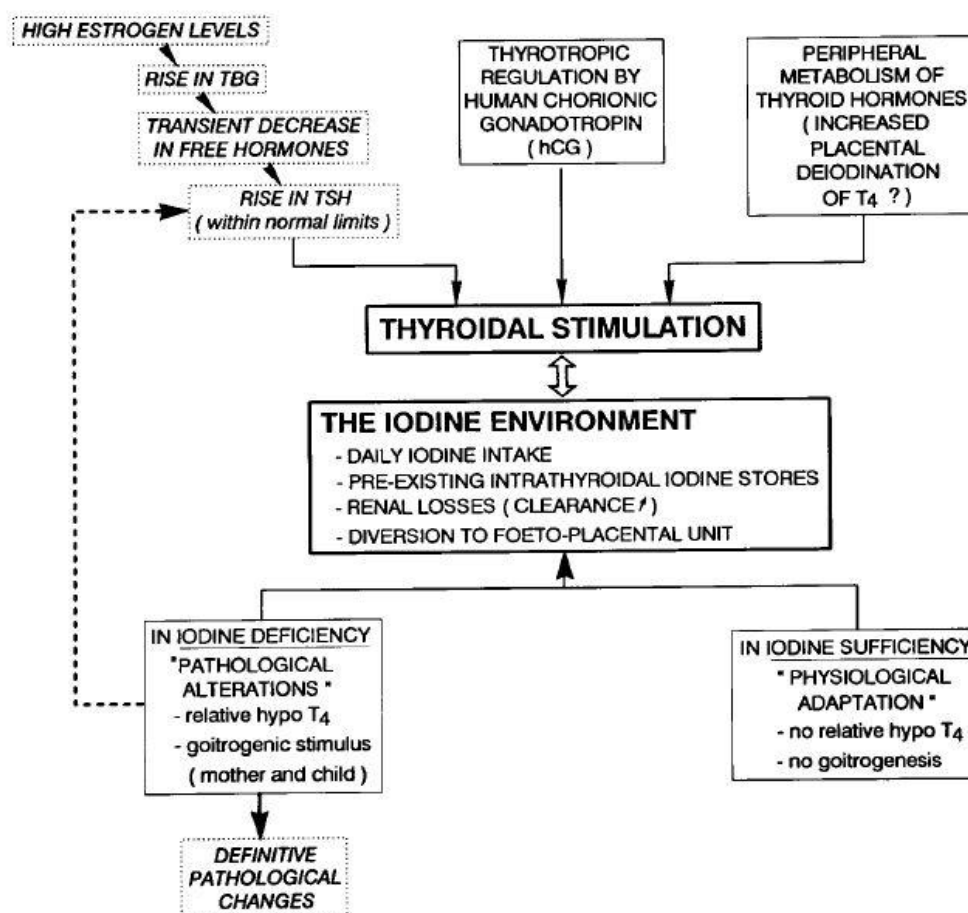 HIGH ESTROGEN LEVELS
RISE IN TBG
TRANSIENT DECREASE
IN FREE HORMONES
RISE IN TSH
( within normal limits )
THYROTROPIC
REGULATION BY
HUMAN CHORIONIC
GONADOTROPIN
( hCG )
PERIPHERAL
METABOLISM OF
THYROID HORMONES
( INCREASED
PLACENTAL
DEIODINATION
OF T4 ? )
THYROIDAL STIMULATION
THE IODINE ENVIRONMENT
- DAILY IODINE INTAKE
- PRE-EXISTING INTRATHYROIDAL IODINE STORES
- RENAL LOSSES ( CLEARANCE↗ )
- DIVERSION TO FOETO-PLACENTAL UNIT
IN IODINE DEFICIENCY
"PATHOLOGICAL
ALTERATIONS "
- relative hypo T4
- goitrogenic stimulus
( mother and child )
DEFINITIVE
PATHOLOGICAL
CHANGES
IN IODINE SUFFICIENCY
" PHYSIOLOGICAL
ADAPTATION "
- no relative hypo T4
- no goitrogenesis